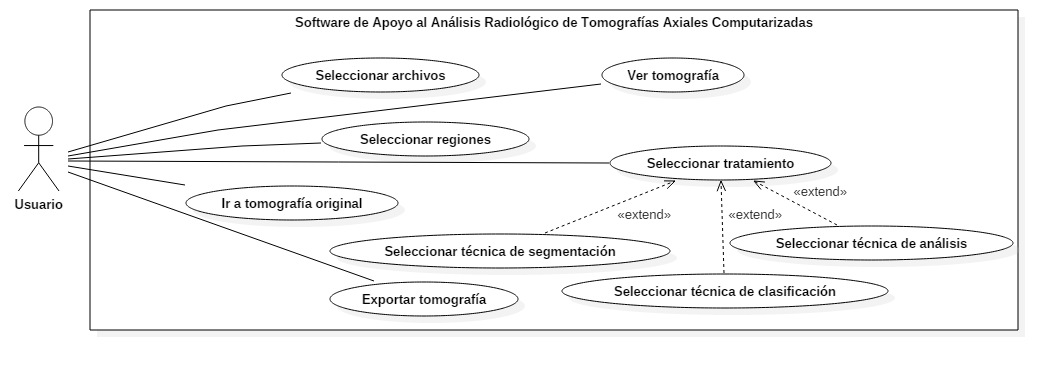 Software de Apoyo al Análisis Radiológico de Tomografías Axiales Computarizadas
Seleccionar archivos
Ver tomografía
Seleccionar regiones
Seleccionar tratamiento
Usuario
Ir a tomografía original
«extend»
«extend»
«extend»
Seleccionar técnica de segmentación
Seleccionar técnica de análisis
Seleccionar técnica de clasificación
Exportar tomografía